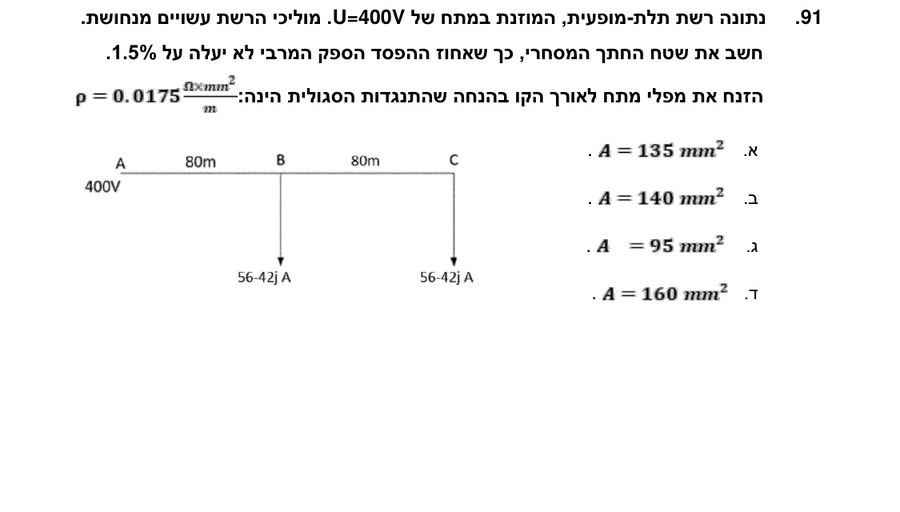 91. נתונה רשת תלת-מופעית, המוזנת במתח של U=400V. מוליכי הרשת עשויים מנחושת.
חשב את שטח החתך המסחרי, כך שאחוז ההפסד הספק המרבי לא יעלה על 1.5%.
הזנח את מפלי מתח לאורך הקו בהנחה שהתנגדות הסגולית הינה: ρ = 0.0175 Ω×mm²/m
א. A = 135 mm² .
ב. A = 140 mm² .
ג. A = 95 mm² .
ד. A = 160 mm² .
A 80m B 80m C
400V
56-42j A 56-42j A